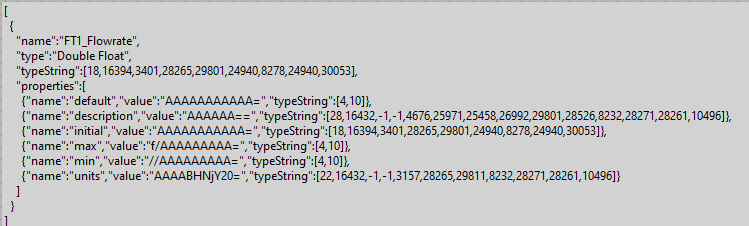 [
{
"name":"FT1_Flowrate",
"type":"Double Float",
"typeString":[18,16394,3401,28265,29801,24940,8278,24940,30053],
"properties":[
{"name":"default","value":"AAAAAAAAAAA=","typeString":[4,10]},
{"name":"description","value":"AAAAAA==","typeString":[28,16432,-1,-1,4676,25971,25458,26992,29801,28526,8232,28271,28261,10496]},
{"name":"initial","value":"AAAAAAAAAAA=","typeString":[18,16394,3401,28265,29801,24940,8278,24940,30053]},
{"name":"max","value":"f/AAAAAAAAA=","typeString":[4,10]},
{"name":"min","value":"//AAAAAAAAA=","typeString":[4,10]},
{"name":"units","value":"AAAABHNjY20=","typeString":[22,16432,-1,-1,3157,28265,29811,8232,28271,28261,10496]}
]
}
]